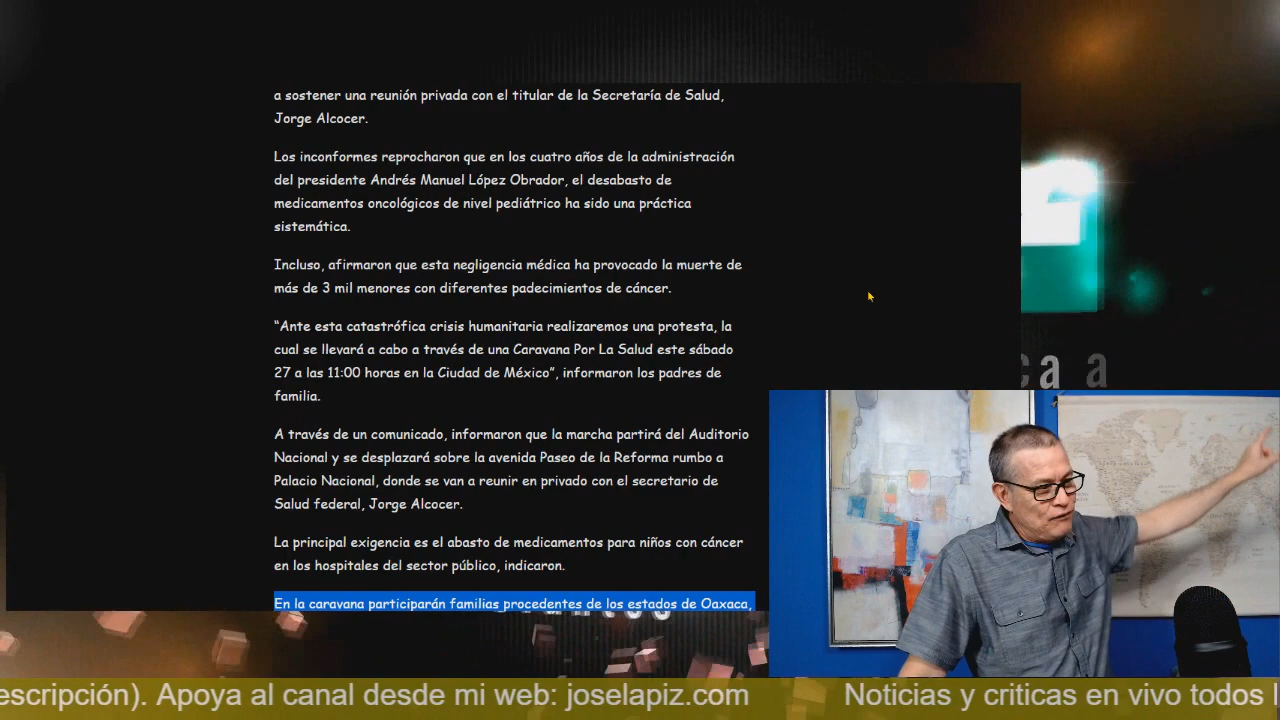 a sostener una reunión privada con el titular de la Secretaría de Salud,
Jorge Alcocer.
Los inconformes reprocharon que en los cuatro años de la administración
del presidente Andrés Manuel López Obrador, el desabasto de
medicamentos oncológicos de nivel pediátrico ha sido una práctica
sistemática.
Incluso, afirmaron que esta negligencia médica ha provocado la muerte de
más de 3 mil menores con diferentes padecimientos de cáncer.
“Ante esta catastrófica crisis humanitaria realizaremos una protesta, la
cual se llevará a cabo a través de una Caravana Por La Salud este sábado
27 a las 11:00 horas en la Ciudad de México”, informaron los padres de
familia.
A través de un comunicado, informaron que la marcha partirá del Auditorio
Nacional y se desplazará sobre la avenida Paseo de la Reforma rumbo a
Palacio Nacional, donde se van a reunir en privado con el secretario de
Salud federal, Jorge Alcocer.
La principal exigencia es el abasto de medicamentos para niños con cáncer
en los hospitales del sector público, indicaron.
En la caravana participarán familias procedentes de los estados de Oaxaca,
ca a
escripción). Apoya al canal desde mi web: joselapiz.com Noticias y criticas en vivo todos